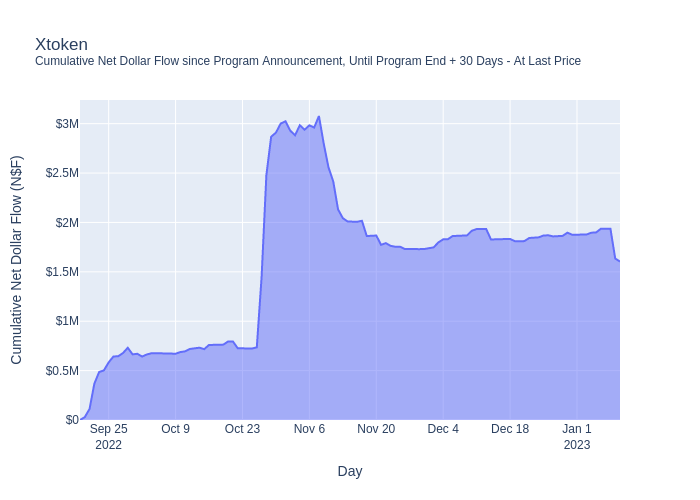 Xtoken
Cumulative Net Dollar Flow since Program Announcement, Until Program End + 30 Days - At Last Price
Cumulative Net Dollar Flow (N$F)
$3M
$2.5M
$2M
$1.5M
$1M
$0.5M
$0
Sep 25
2022
Oct 9
Oct 23
Nov 6
Nov 20
Dec 4
Dec 18
Jan 1
2023
Day